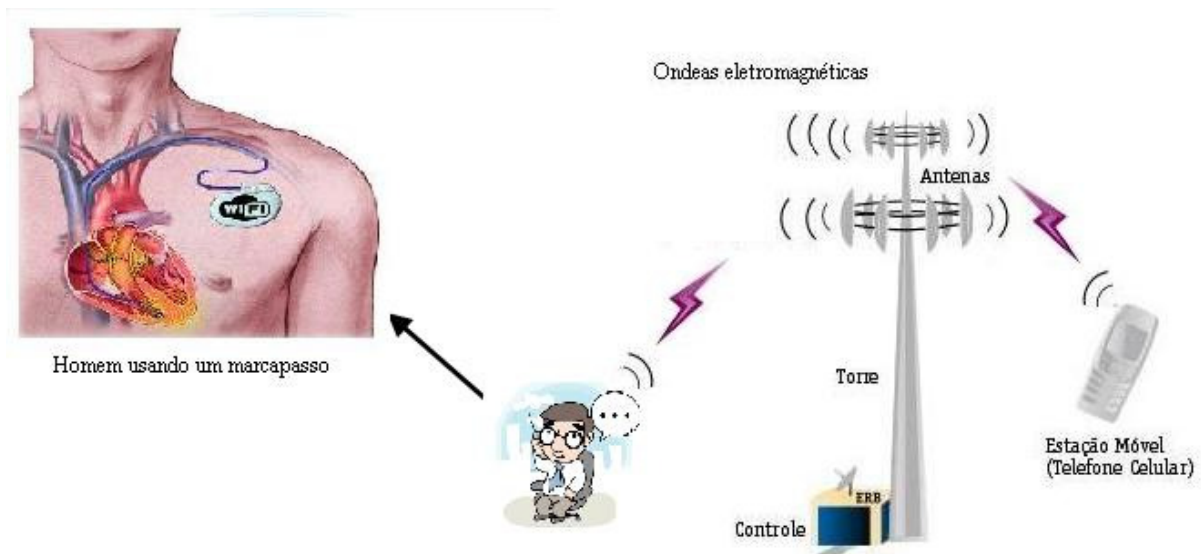 Ondeas eletromagnéticas
Antenas
WiFi
Homem usando um marcapasso
...
Torre
Estação Móvel
(Telefone Celular)
ERB
Controle